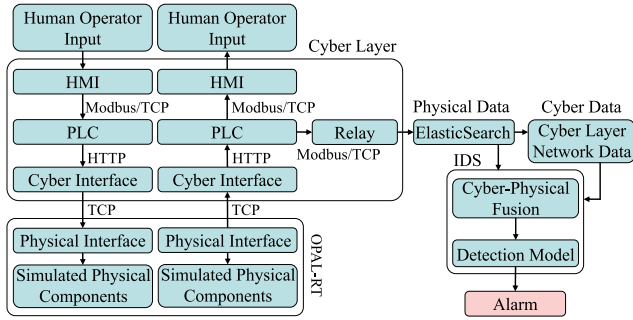 Human Operator
Input
Human Operator
Input
Cyber Layer
HMI
HMI
Modbus/TCP
Modbus/TCP
Physical Data
Cyber Data
PLC
PLC
Relay
ElasticSearch
Cyber Layer
Network Data
HTTP
HTTP
Modbus/TCP
IDS
Cyber Interface
Cyber Interface
TCP
TCP
Cyber-Physical
Fusion
Physical Interface
Physical Interface
OPAL-RT
Detection Model
Simulated Physical
Components
Simulated Physical
Components
Alarm